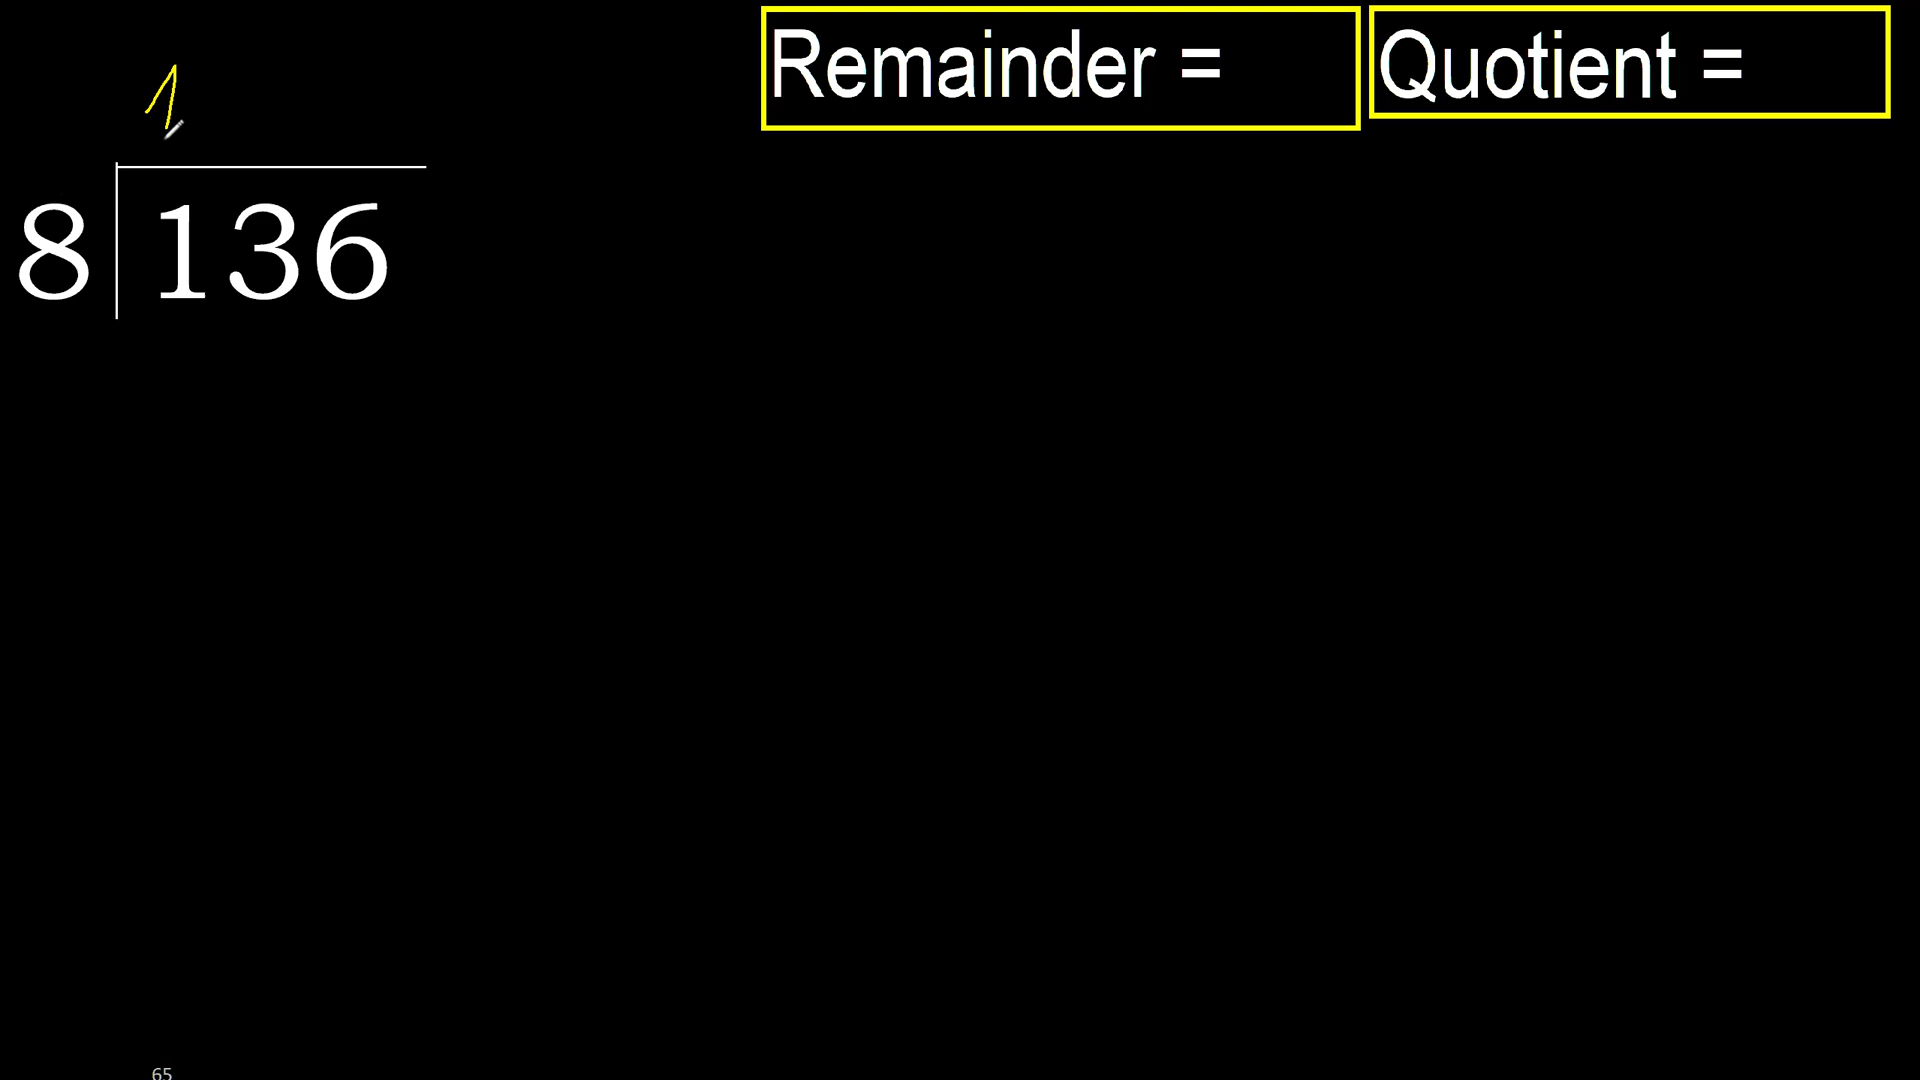 Remainder = Quotient =
1
8 136
65